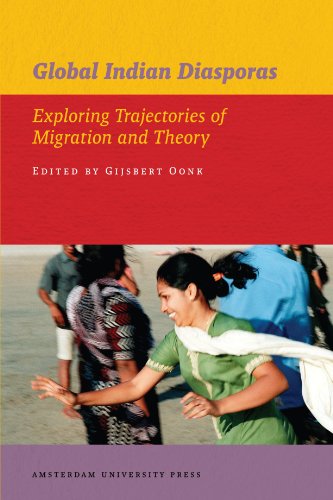 Global Indian Diasporas
Exploring Trajectories of
Migration and Theory
Edited by Gijsbert Oonk
Amsterdam University Press